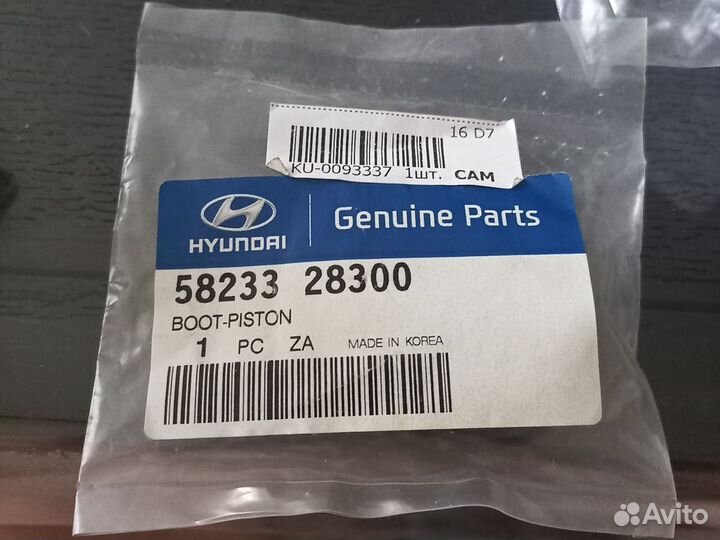 16 D7
KU-0093337 1шт. САМ
HYUNDAI
Genuine Parts
58233 28300
BOOT-PISTON
1 PC ZA MADE IN KOREA
Avito